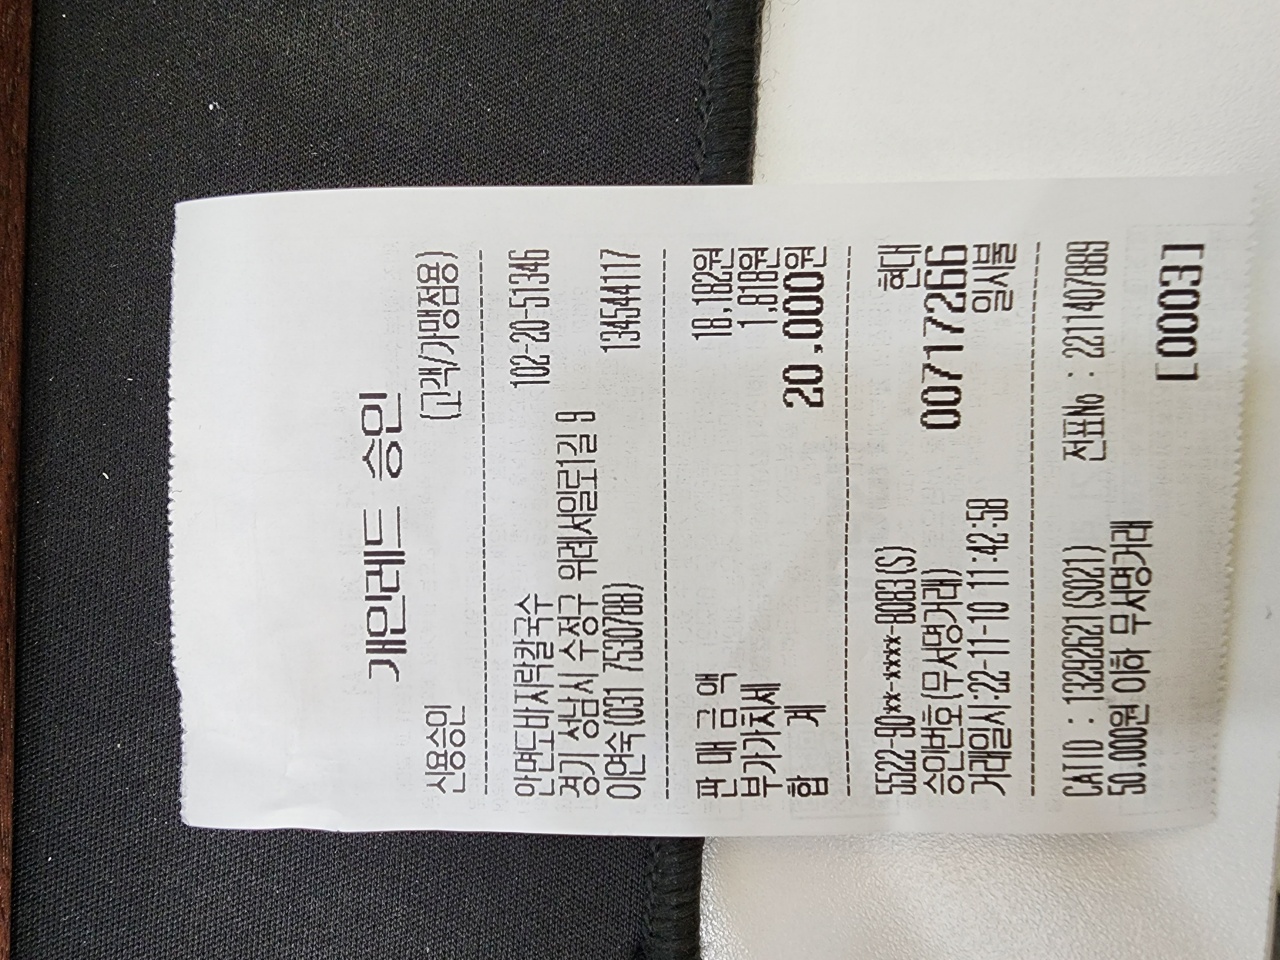 개인레드 승인
신용승인 (고객/가맹점용)
안면도바지락칼국수 102-20-51346
경기 성남시 수정구 위례서일로1길 9
이연숙(031 7530788) 134544117
판 매 금 액 18,182원
부가가치세 1,818원
합 계 20,000원
5522-90**-****-8083(S) 현대
승인번호(무서명거래) 00717266
거래일시:22-11-10 11:42:58 일시불
CATID : 13292621(S021) 전표No : 221140788​9
50.000원 이하 무서명거래
[0003]